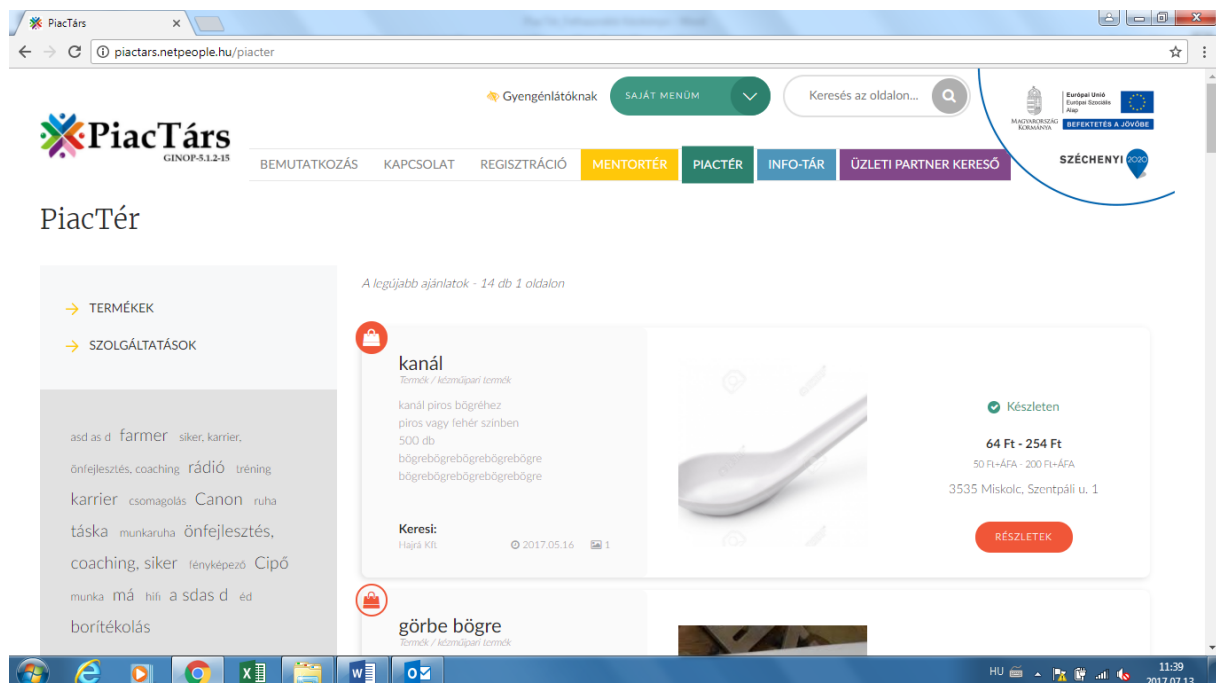 PiacTárs
piactars.netpeople.hu/piacter
Gyengénlátóknak
SAJÁT MENÜM
Keresés az oldalon...
PiacTárs
GINOP-5.1.2-15
MAGYARORSZÁG
KORMÁNYA
Európai Unió
Európai Szociális
Alap
BEFEKTETÉS A JÖVŐBE
SZÉCHENYI 2020
BEMUTATKOZÁS KAPCSOLAT REGISZTRÁCIÓ MENTORTÉR PIACTÉR INFO-TÁR ÜZLETI PARTNER KERESŐ
PiacTér
TERMÉKEK
SZOLGÁLTATÁSOK
asd as d farmer siker, karrier,
önfejlesztés, coaching rádió tréning
karrier csomagolás Canon ruha
táska munkaruha önfejlesztés,
coaching, siker fényképező Cipő
munka má hifi a sdas d éd
borítékolás
A legújabb ajánlatok - 14 db 1 oldalon
kanál
Termék / kézműipari termék
kanál piros bögréhez
piros vagy fehér színben
500 db
bögrebögrebögrebögrebögre
bögrebögrebögrebögrebögre
Keresi:
Hajrá Kft 2017.05.16 1
Készleten
64 Ft - 254 Ft
50 Ft+ÁFA - 200 Ft+ÁFA
3535 Miskolc, Szentpáli u. 1
RÉSZLETEK
görbe bögre
Termék / kézműipari termék
HU
11:39
2017.07.13